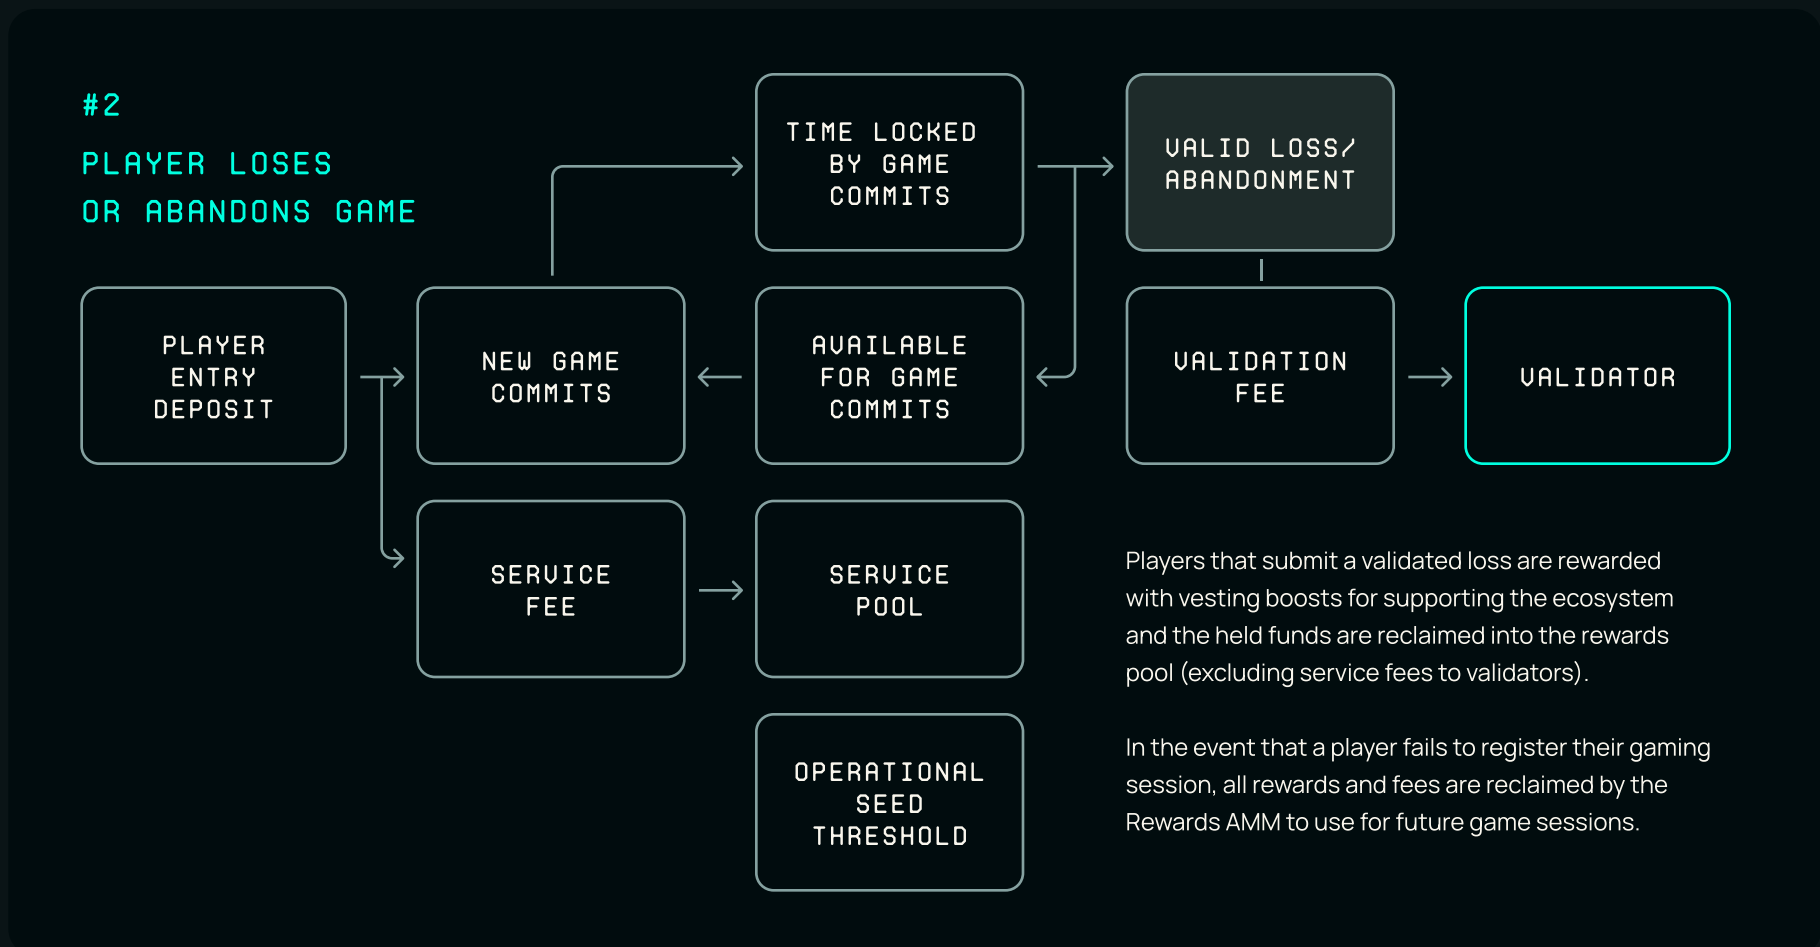 #2
PLAYER LOSES
OR ABANDONS GAME
TIME LOCKED
BY GAME
COMMITS
VALID LOSS/
ABANDONMENT
PLAYER
ENTRY
DEPOSIT
NEW GAME
COMMITS
AVAILABLE
FOR GAME
COMMITS
VALIDATION
FEE
VALIDATOR
SERVICE
FEE
SERVICE
POOL
OPERATIONAL
SEED
THRESHOLD
Players that submit a validated loss are rewarded
with vesting boosts for supporting the ecosystem
and the held funds are reclaimed into the rewards
pool (excluding service fees to validators).
In the event that a player fails to register their gaming
session, all rewards and fees are reclaimed by the
Rewards AMM to use for future game sessions.